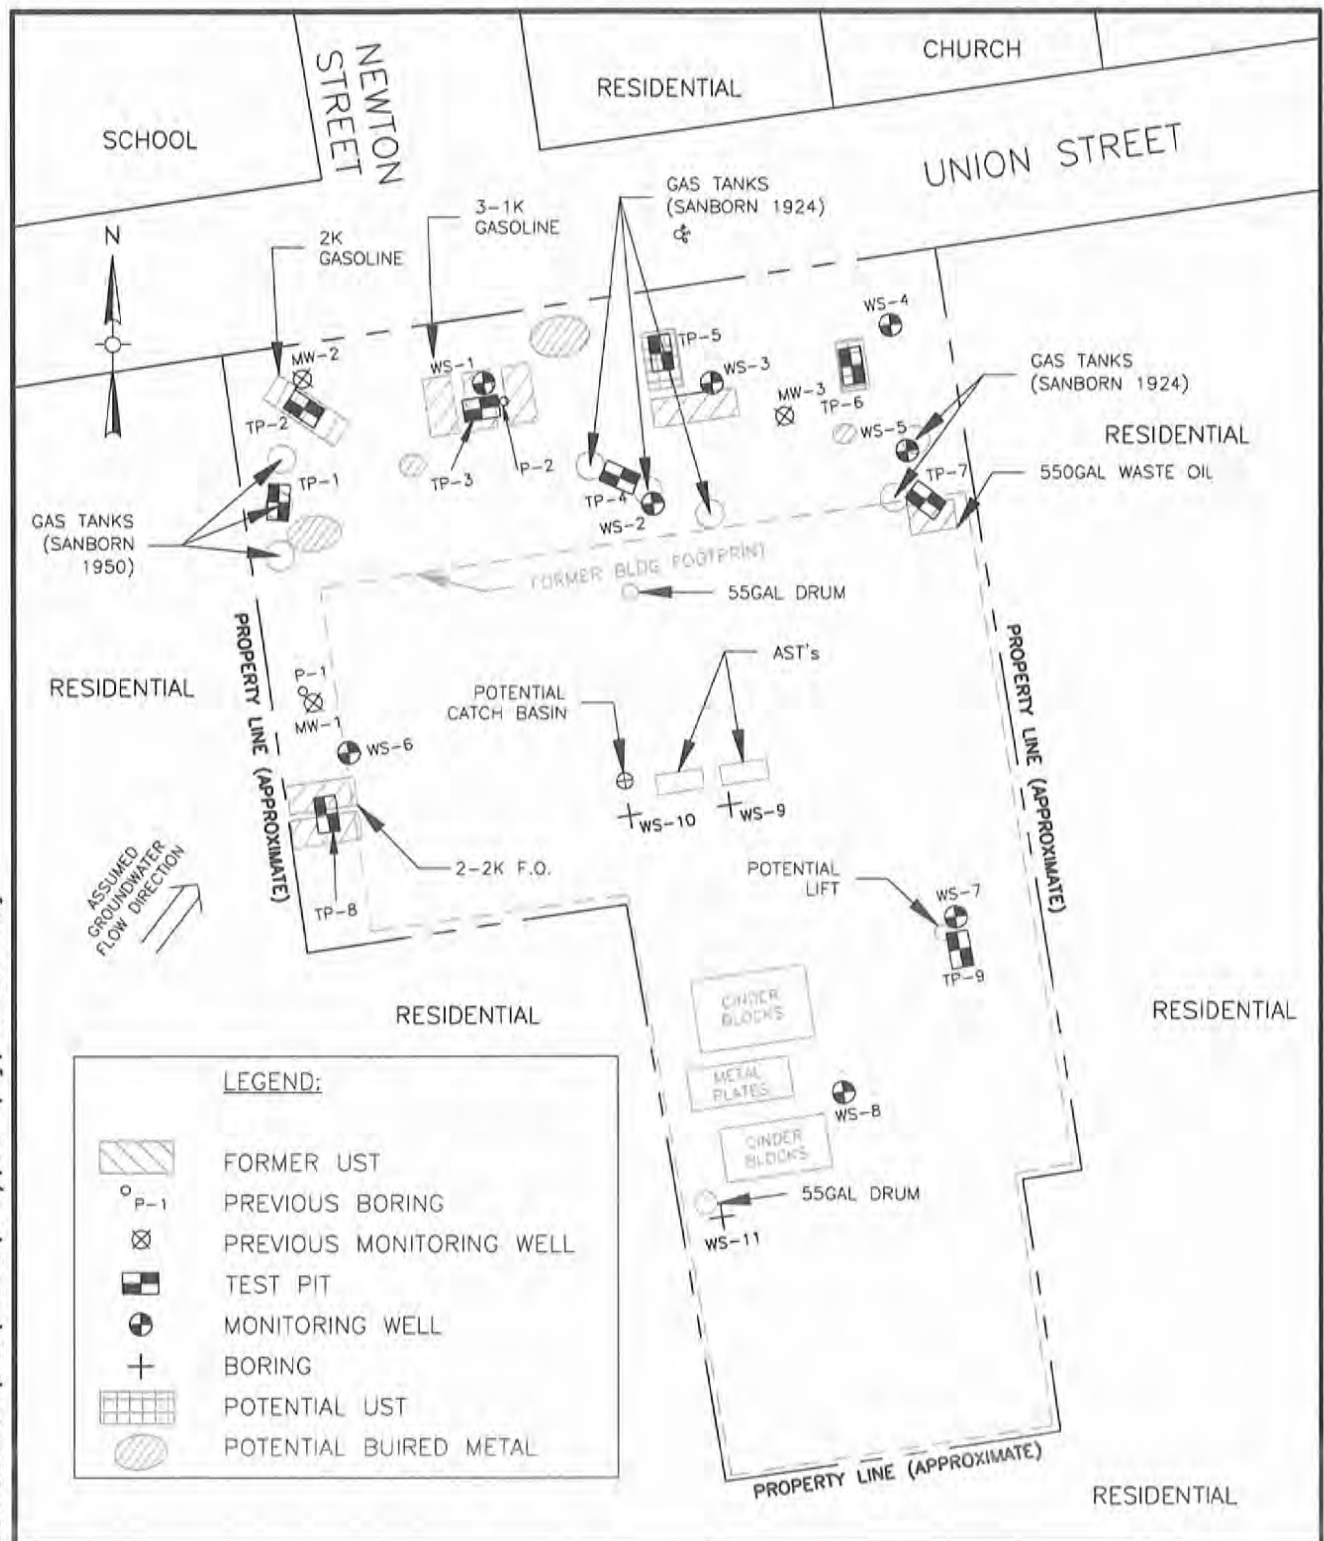 CHURCH
RESIDENTIAL
SCHOOL
NEWTON
STREET
UNION STREET
GAS TANKS
(SANBORN 1924)
3-1K
GASOLINE
2K
GASOLINE
N
MW-2
WS-1
TP-5
WS-3
WS-4
MW-3
TP-6
GAS TANKS
(SANBORN 1924)
RESIDENTIAL
TP-2
WS-5
TP-7
550GAL WASTE OIL
TP-1
TP-3
P-2
TP-4
WS-2
GAS TANKS
(SANBORN
1950)
FORMER BLDG FOOTPRINT
55GAL DRUM
PROPERTY LINE (APPROXIMATE)
PROPERTY LINE (APPROXIMATE)
AST's
RESIDENTIAL
P-1
MW-1
POTENTIAL
CATCH BASIN
WS-6
WS-10
WS-9
ASSUMED
GROUNDWATER
FLOW DIRECTION
2-2K F.O.
POTENTIAL
LIFT
WS-7
TP-8
TP-9
RESIDENTIAL
CINDER
BLOCKS
RESIDENTIAL
METAL
PLATES
WS-8
CINDER
BLOCKS
55GAL DRUM
WS-11
LEGEND:
FORMER UST
P-1 PREVIOUS BORING
PREVIOUS MONITORING WELL
TEST PIT
MONITORING WELL
BORING
POTENTIAL UST
POTENTIAL BUIRED METAL
PROPERTY LINE (APPROXIMATE)
RESIDENTIAL